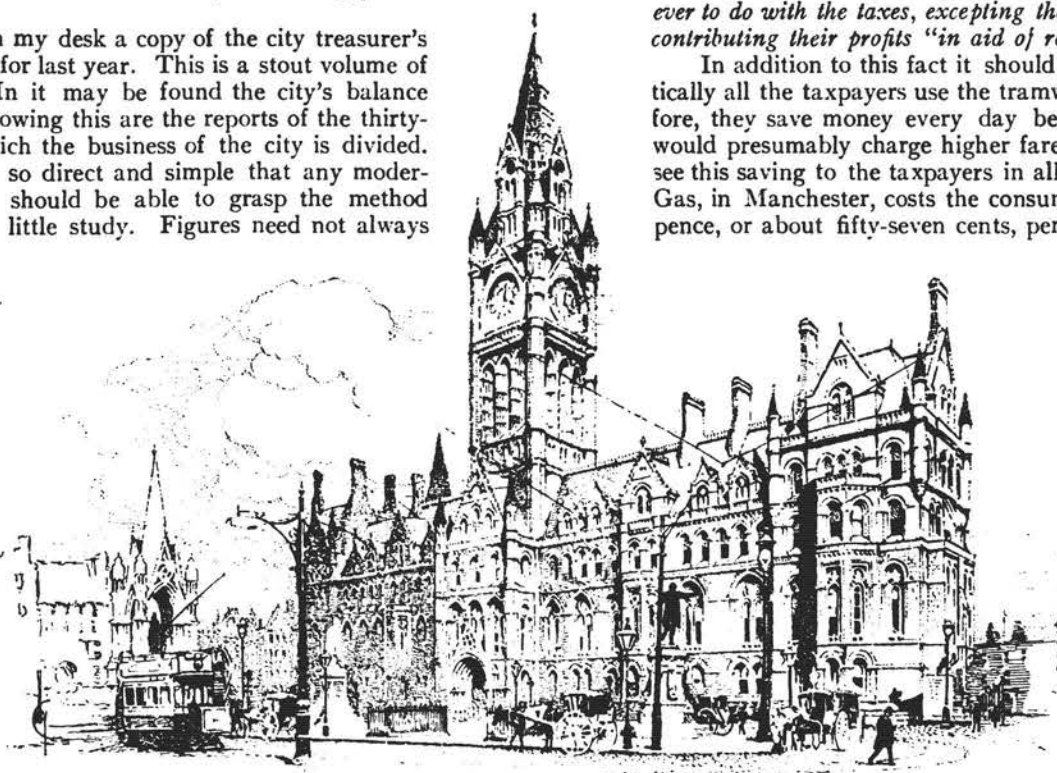 my desk a copy of the city treasurer's
for last year. This is a stout volume of
In it may be found the city's balance
owing this are the reports of the thirty-
ich the business of the city is divided.
so direct and simple that any moder-
should be able to grasp the method
little study. Figures need not always
ever to do with the taxes, excepting th
contributing their profits "in aid of r
In addition to this fact it should
tically all the taxpayers use the tramw
fore, they save money every day be
would presumably charge higher fare
see this saving to the taxpayers in all
Gas, in Manchester, costs the consum
pence, or about fifty-seven cents, per